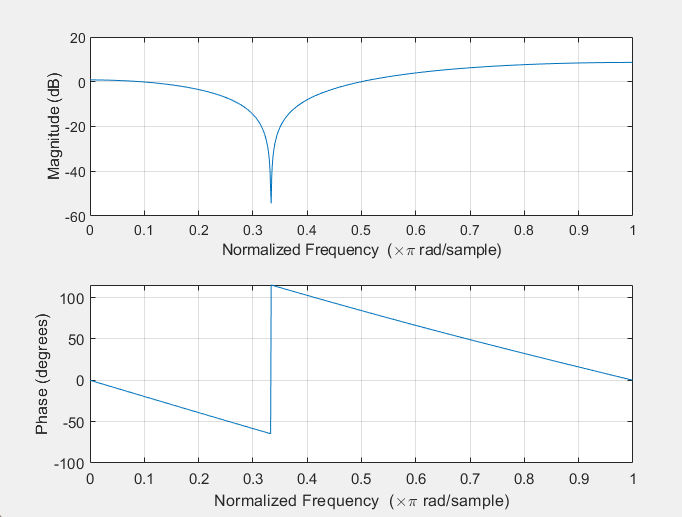 20
0
-20
-40
-60
Magnitude (dB)
0 0.1 0.2 0.3 0.4 0.5 0.6 0.7 0.8 0.9 1
Normalized Frequency (×π rad/sample)
100
50
0
-50
-100
Phase (degrees)
0 0.1 0.2 0.3 0.4 0.5 0.6 0.7 0.8 0.9 1
Normalized Frequency (×π rad/sample)